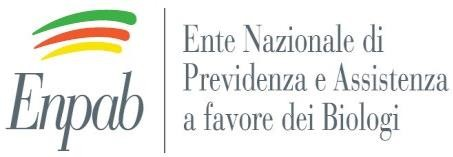 Enpab
Ente Nazionale di
Previdenza e Assistenza
a favore dei Biologi